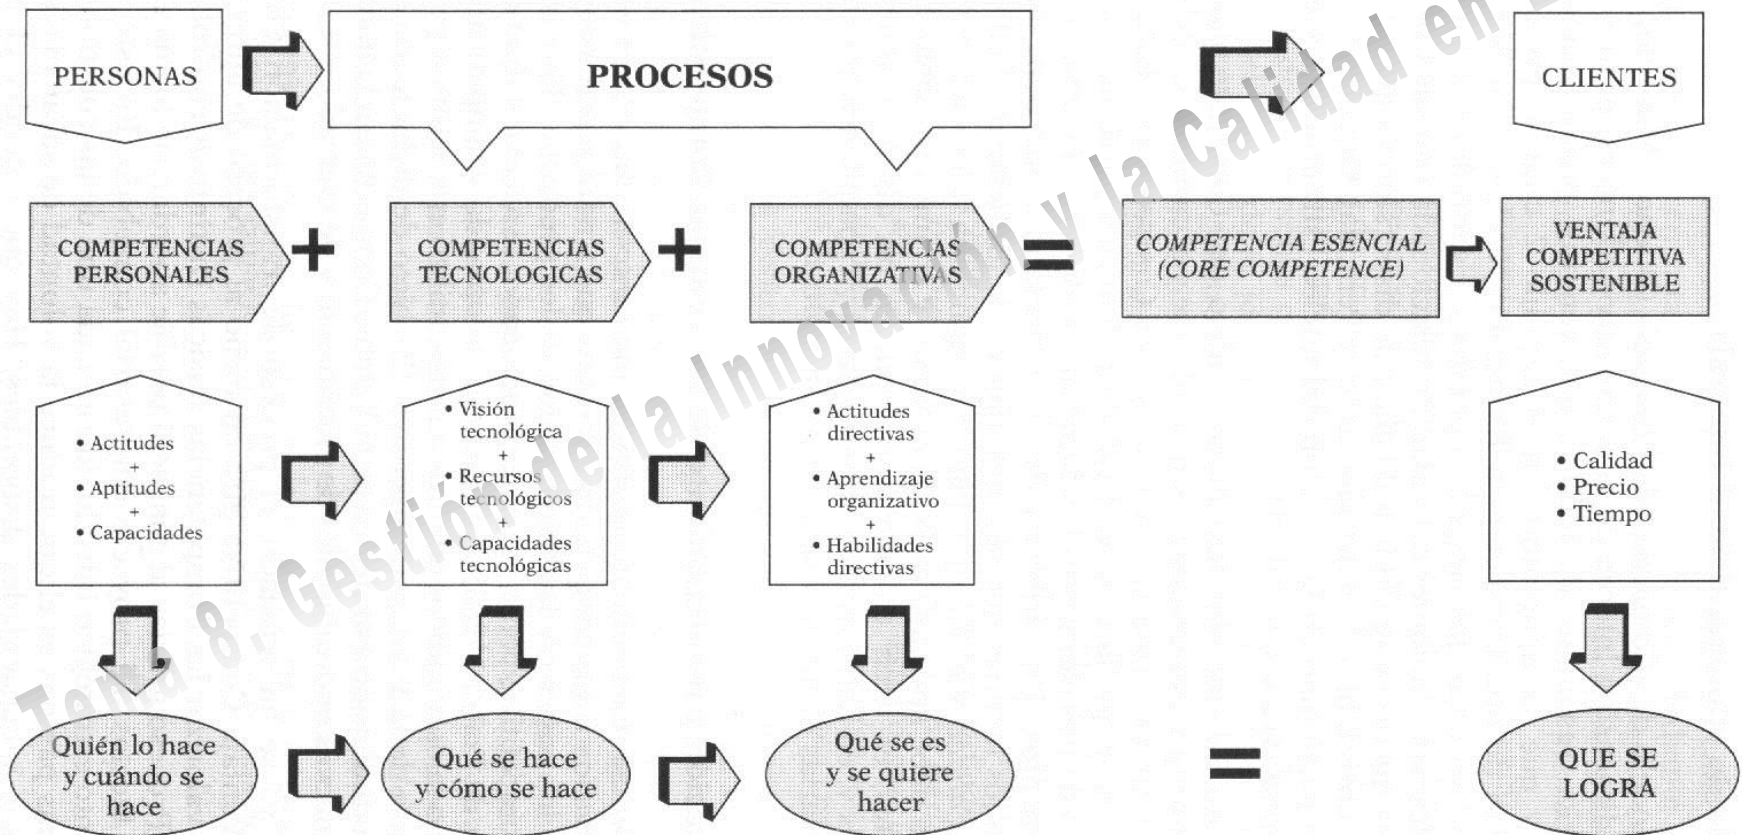 PERSONAS
PROCESOS
CLIENTES
COMPETENCIAS
PERSONALES
+
COMPETENCIAS
TECNOLOGICAS
+
COMPETENCIAS
ORGANIZATIVAS
=
COMPETENCIA ESENCIAL
(CORE COMPETENCE)
VENTAJA
COMPETITIVA
SOSTENIBLE
• Actitudes
+
• Aptitudes
+
• Capacidades
• Visión
tecnológica
+
• Recursos
tecnológicos
+
• Capacidades
tecnológicas
• Actitudes
directivas
+
• Aprendizaje
organizativo
+
• Habilidades
directivas
• Calidad
• Precio
• Tiempo
Quién lo hace
y cuándo se
hace
Qué se hace
y cómo se hace
Qué se es
y se quiere
hacer
=
QUE SE
LOGRA
Tema 8. Gestión de la Innovación y la Calidad en